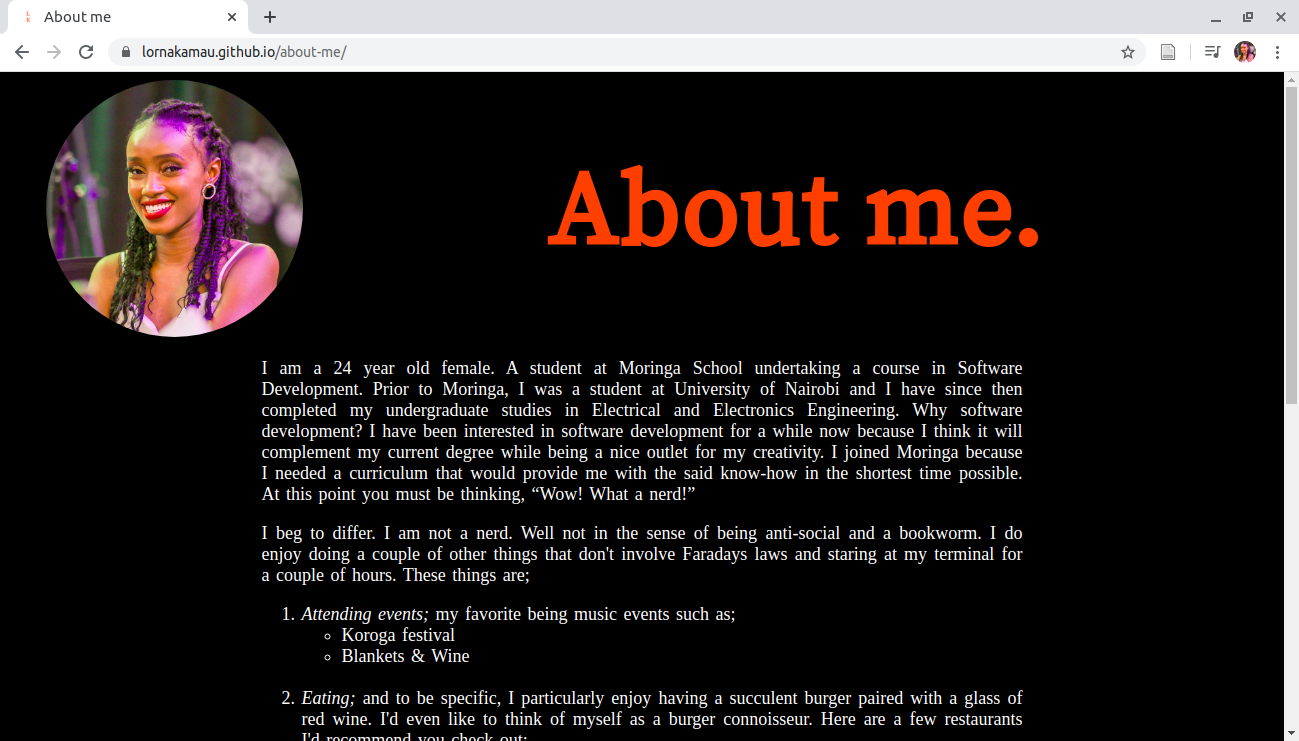 About me
lornakamau.github.io/about-me/
About me.
I am a 24 year old female. A student at Moringa School undertaking a course in Software
Development. Prior to Moringa, I was a student at University of Nairobi and I have since then
completed my undergraduate studies in Electrical and Electronics Engineering. Why software
development? I have been interested in software development for a while now because I think it will
complement my current degree while being a nice outlet for my creativity. I joined Moringa because
I needed a curriculum that would provide me with the said know-how in the shortest time possible.
At this point you must be thinking, “Wow! What a nerd!”
I beg to differ. I am not a nerd. Well not in the sense of being anti-social and a bookworm. I do
enjoy doing a couple of other things that don't involve Faradays laws and staring at my terminal for
a couple of hours. These things are;
1. Attending events; my favorite being music events such as;
◦ Koroga festival
◦ Blankets & Wine
2. Eating; and to be specific, I particularly enjoy having a succulent burger paired with a glass of
red wine. I'd even like to think of myself as a burger connoisseur. Here are a few restaurants
I'd recommend you check out: